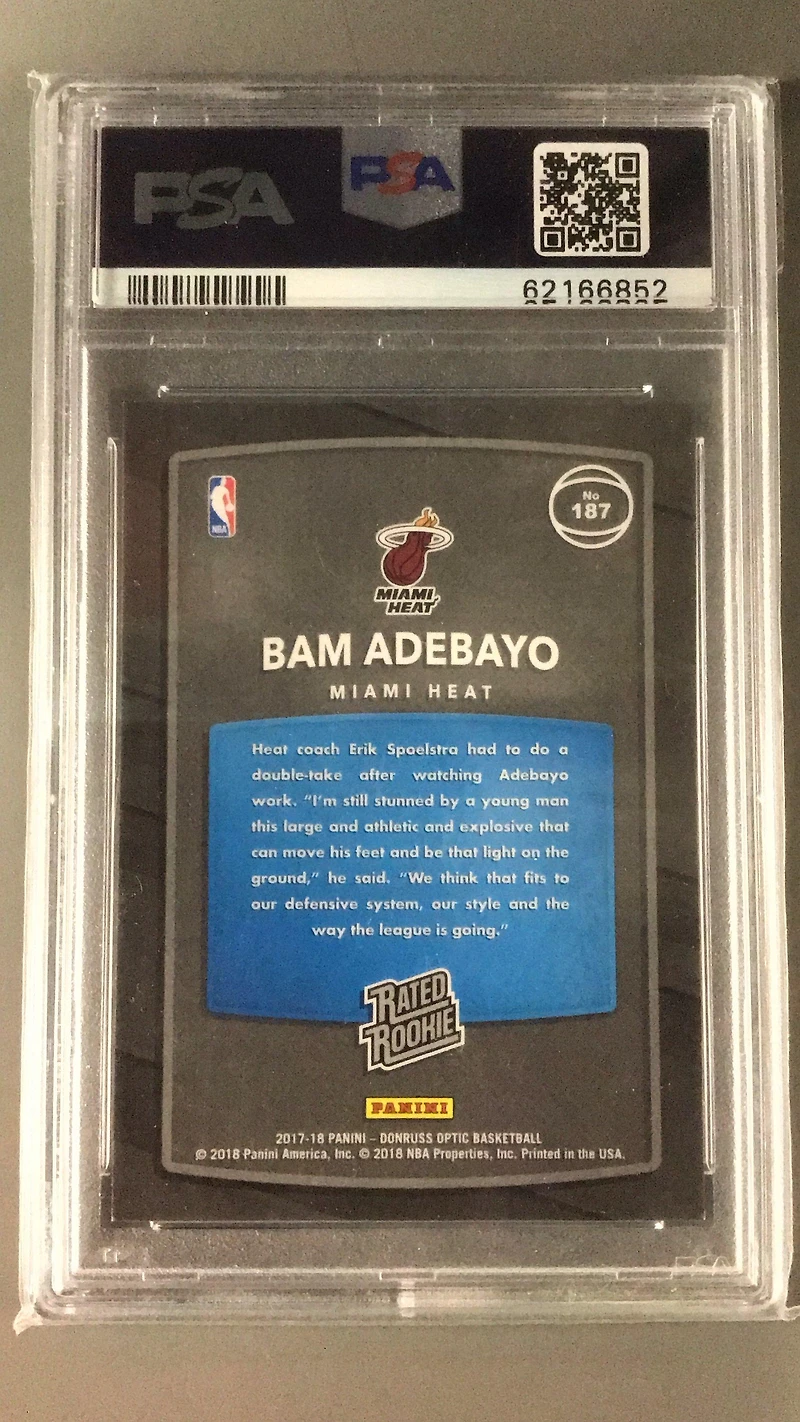 PSA
PSA
62166852
NBA
No
187
MIAMI
HEAT
BAM ADEBAYO
MIAMI HEAT
Heat coach Erik Spoelstra had to do a
double-take after watching Adebayo
work. “I’m still stunned by a young man
this large and athletic and explosive that
can move his feet and be that light on the
ground,” he said. “We think that fits to
our defensive system, our style and the
way the league is going.”
RATED
ROOKIE
PANINI
2017-18 PANINI – DONRUSS OPTIC BASKETBALL
© 2018 Panini America, Inc. © 2018 NBA Properties, Inc. Printed in the USA.